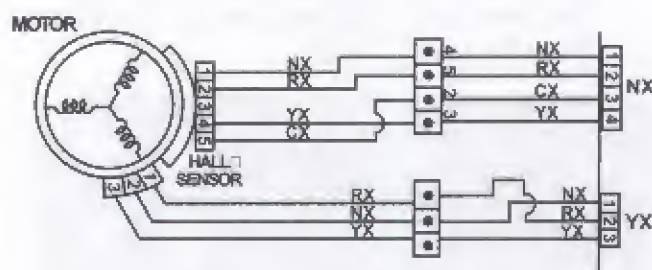 MOTOR
1 NX 4 NX 1
2 RX 5 RX 2 NX
3 2 CX 3
4 YX 3 YX 4
5 CX
HALL
SENSOR
3 2 1
RX NX 1
NX RX 2 YX
YX YX 3